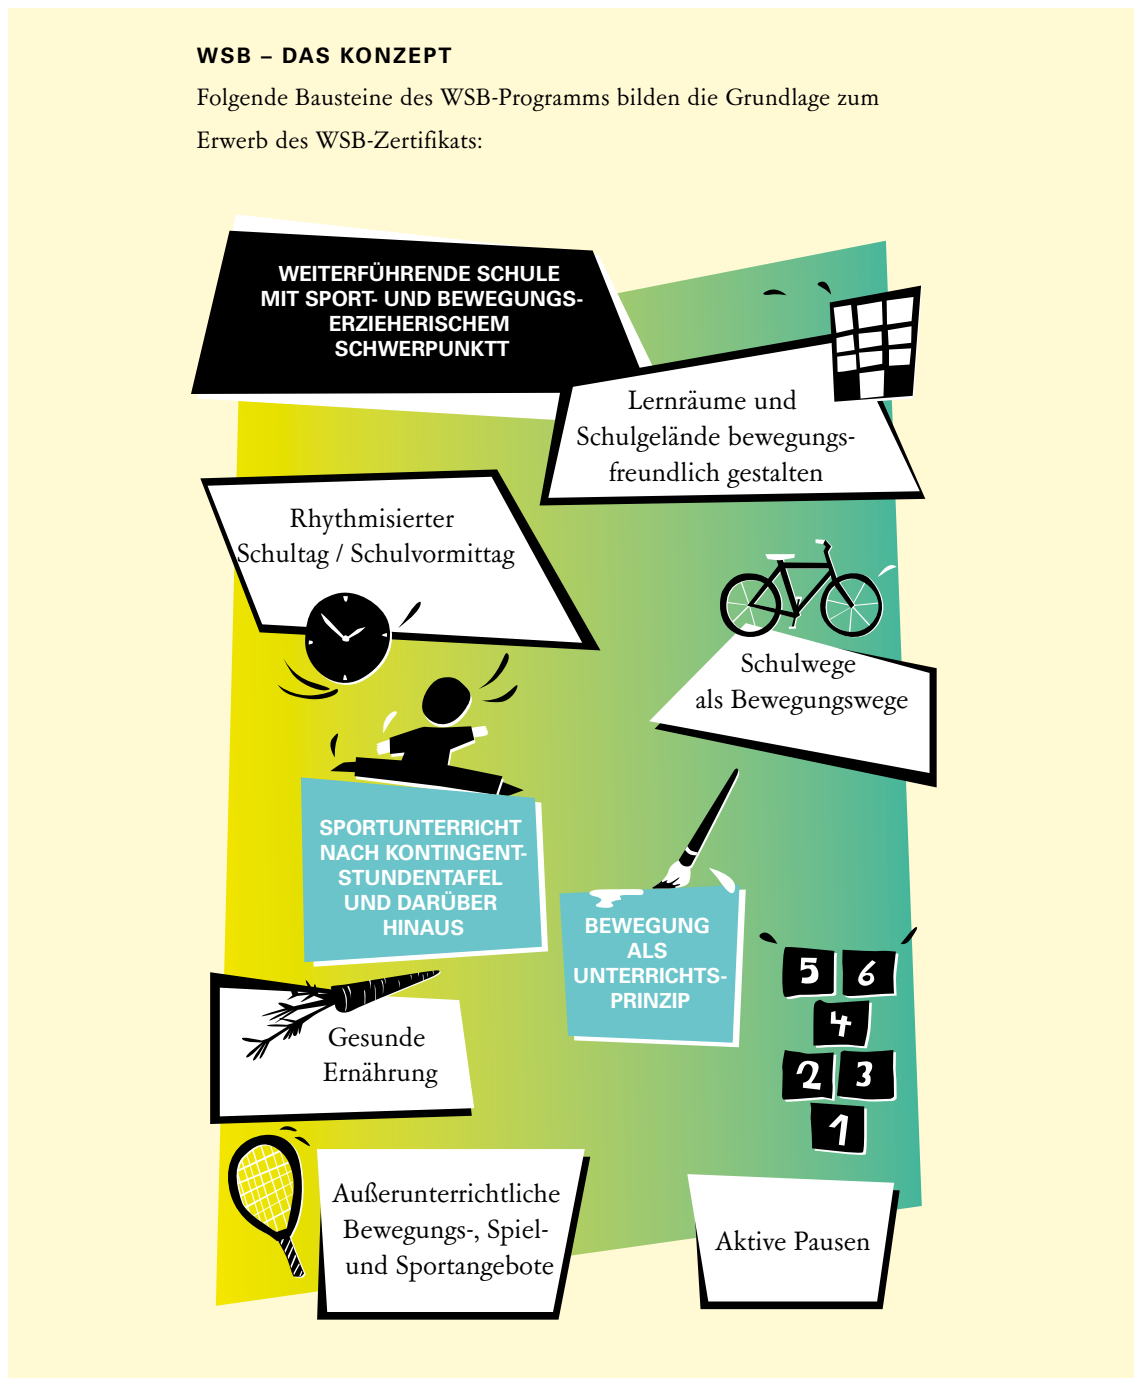 WSB – DAS KONZEPT
Folgende Bausteine des WSB-Programms bilden die Grundlage zum
Erwerb des WSB-Zertifikats:
WEITERFÜHRENDE SCHULE
MIT SPORT- UND BEWEGUNGS-
ERZIEHERISCHEM
SCHWERPUNKTT
Lernräume und
Schulgelände bewegungs-
freundlich gestalten
Rhythmisierter
Schultag / Schulvormittag
Schulwege
als Bewegungswege
SPORTUNTERRICHT
NACH KONTINGENT-
STUNDENTAFEL
UND DARÜBER
HINAUS
BEWEGUNG
ALS
UNTERRICHTS-
PRINZIP
5 6
4
2 3
1
Gesunde
Ernährung
Außerunterrichtliche
Bewegungs-, Spiel-
und Sportangebote
Aktive Pausen